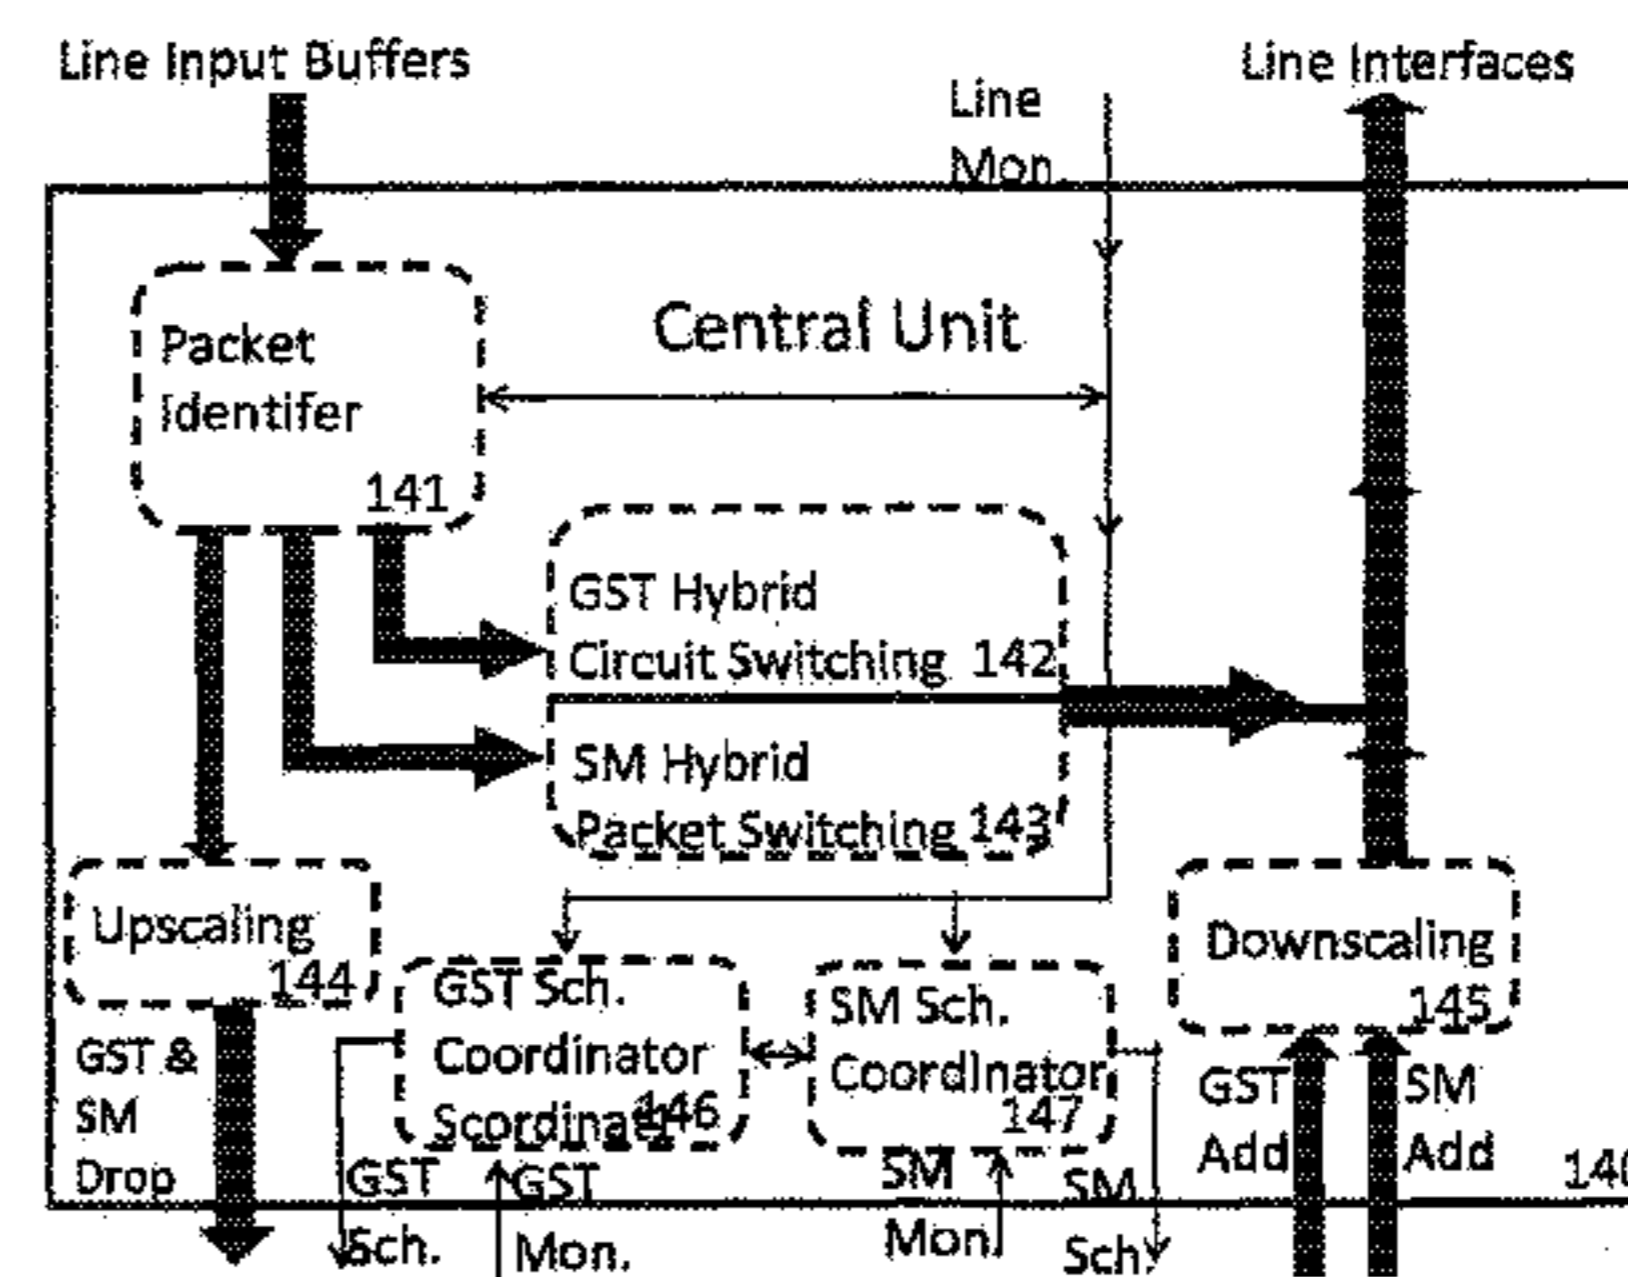 Line Input Buffers
Line
Mon.
Line Interfaces
Central Unit
Packet
Identifer
141
GST Hybrid
Circuit Switching 142
SM Hybrid
Packet Switching 143
Upscaling
144
GST Sch.
Coordinator
146
SM Sch.
Coordinator
147
Downscaling
145
GST &
SM
Drop
GST
Sch.
GST
Mon.
SM
Mon.
SM
Sch.
GST
Add
SM
Add